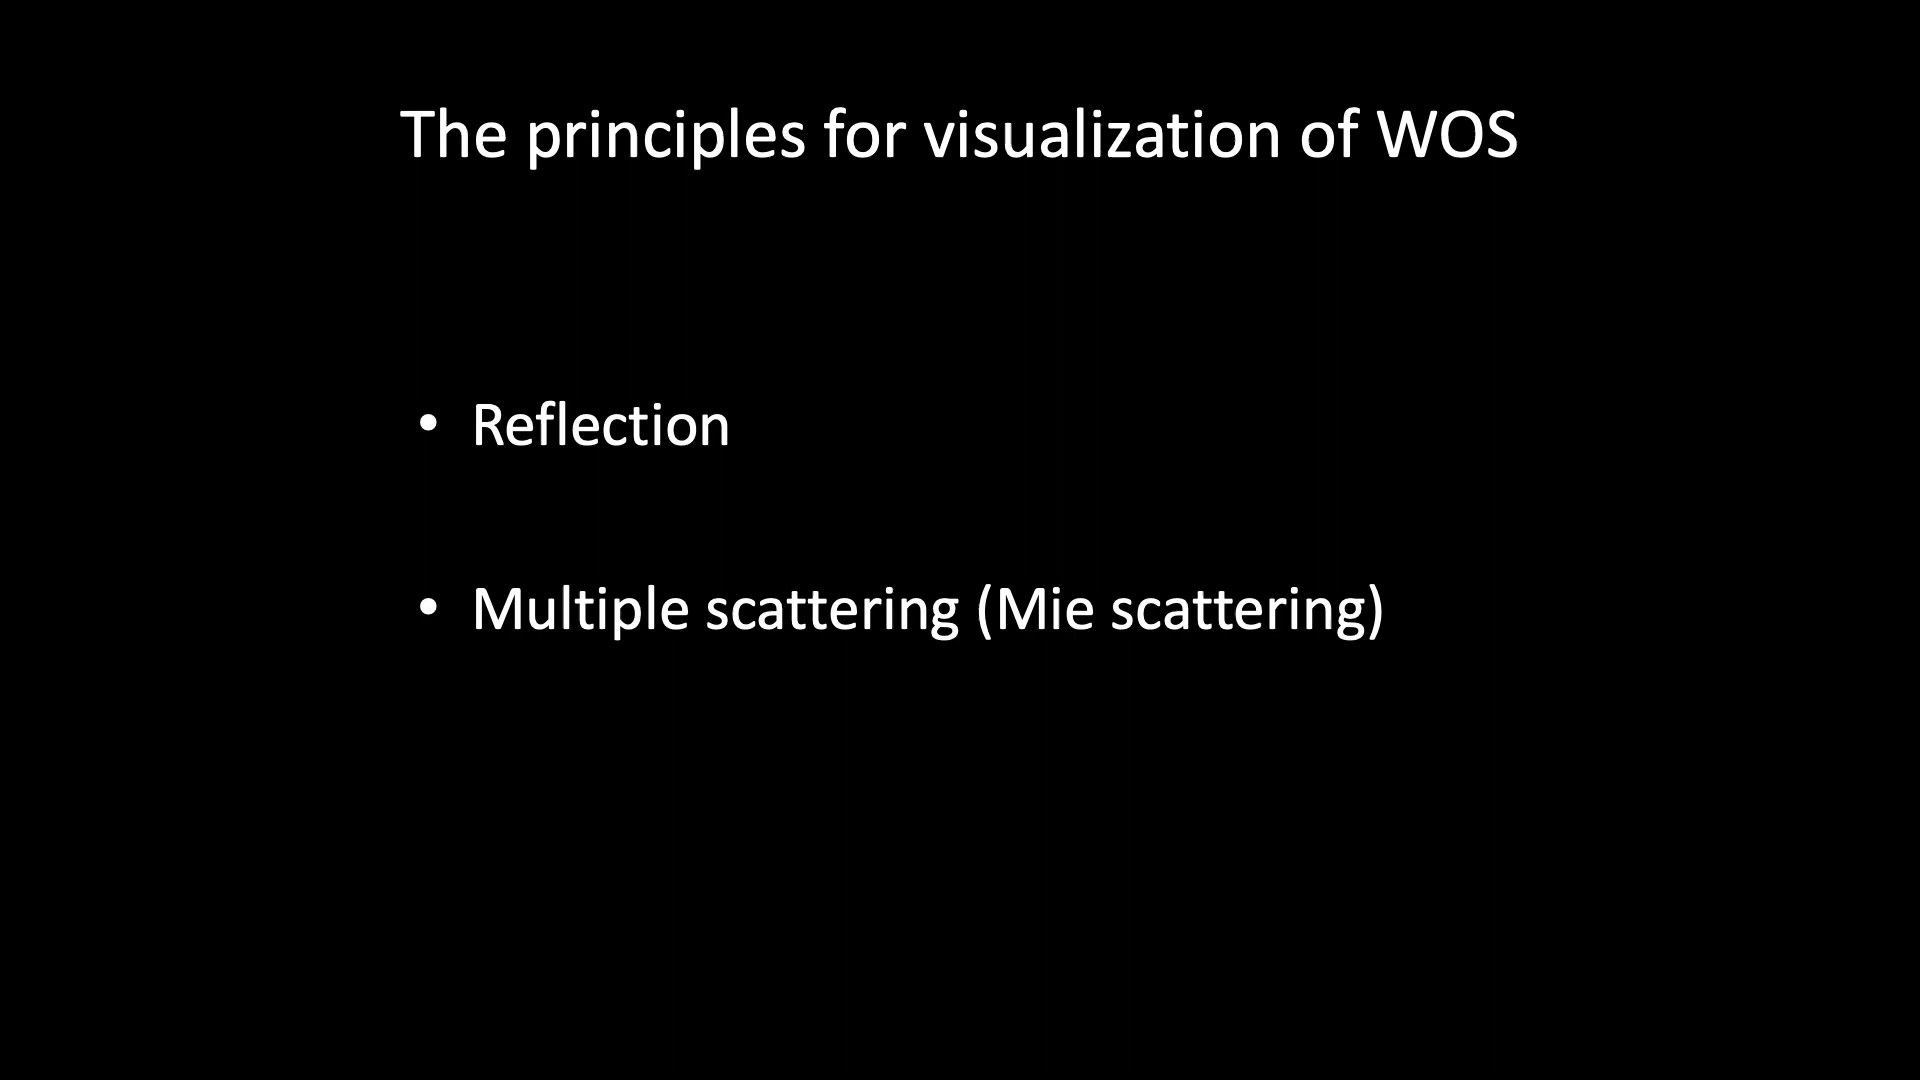 The principles for visualization of WOS
• Reflection
• Multiple scattering (Mie scattering)